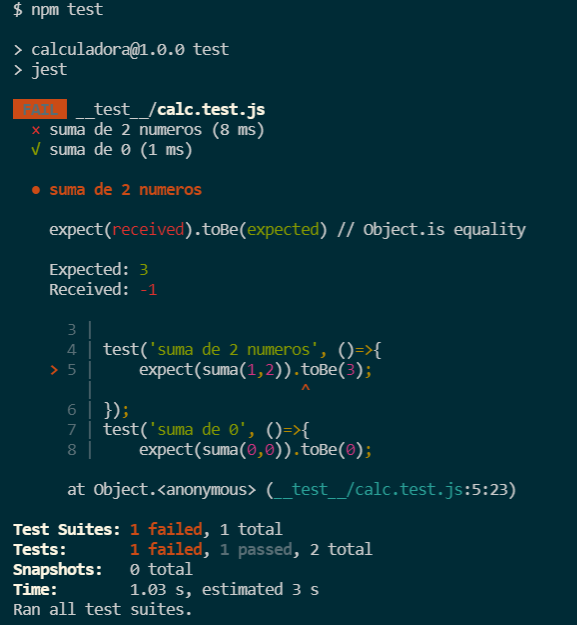 $ npm test
> calculadora@1.0.0 test
> jest
FAIL __test__/calc.test.js
× suma de 2 numeros (8 ms)
√ suma de 0 (1 ms)
● suma de 2 numeros
expect(received).toBe(expected) // Object.is equality
Expected: 3
Received: -1
3 |
4 | test('suma de 2 numeros', ()=>{
> 5 |     expect(suma(1,2)).toBe(3);
|                       ^
6 | });
7 | test('suma de 0', ()=>{
8 |     expect(suma(0,0)).toBe(0);
at Object.<anonymous> (__test__/calc.test.js:5:23)
Test Suites: 1 failed, 1 total
Tests:       1 failed, 1 passed, 2 total
Snapshots:   0 total
Time:        1.03 s, estimated 3 s
Ran all test suites.